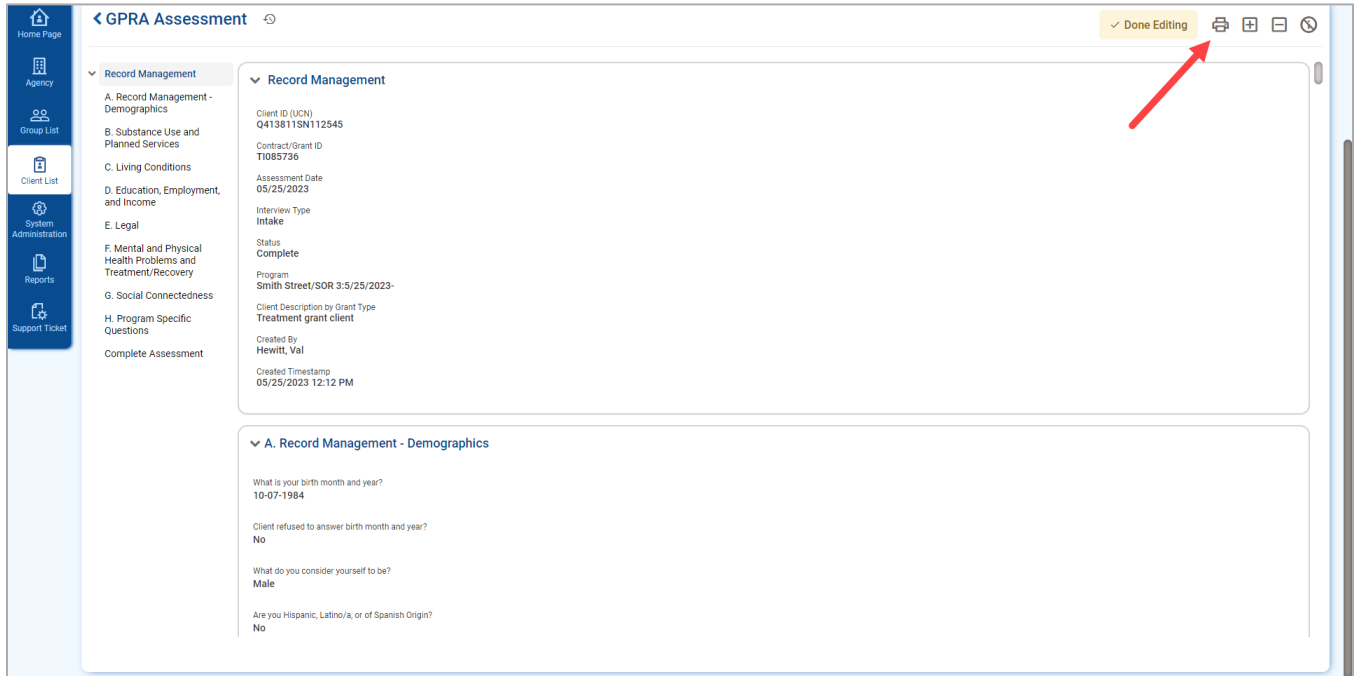 Home Page
Agency
Group List
Client List
System
Administration
Reports
Support Ticket
GPRA Assessment
Done Editing
Record Management
A. Record Management -
Demographics
B. Substance Use and
Planned Services
C. Living Conditions
D. Education, Employment,
and Income
E. Legal
F. Mental and Physical
Health Problems and
Treatment/Recovery
G. Social Connectedness
H. Program Specific
Questions
Complete Assessment
Record Management
Client ID (UCN)
Q413811SN112545
Contract/Grant ID
TI085736
Assessment Date
05/25/2023
Interview Type
Intake
Status
Complete
Program
Smith Street/SOR 3:5/25/2023-
Client Description by Grant Type
Treatment grant client
Created By
Hewitt, Val
Created Timestamp
05/25/2023 12:12 PM
A. Record Management - Demographics
What is your birth month and year?
10-07-1984
Client refused to answer birth month and year?
No
What do you consider yourself to be?
Male
Are you Hispanic, Latino/a, or of Spanish Origin?
No